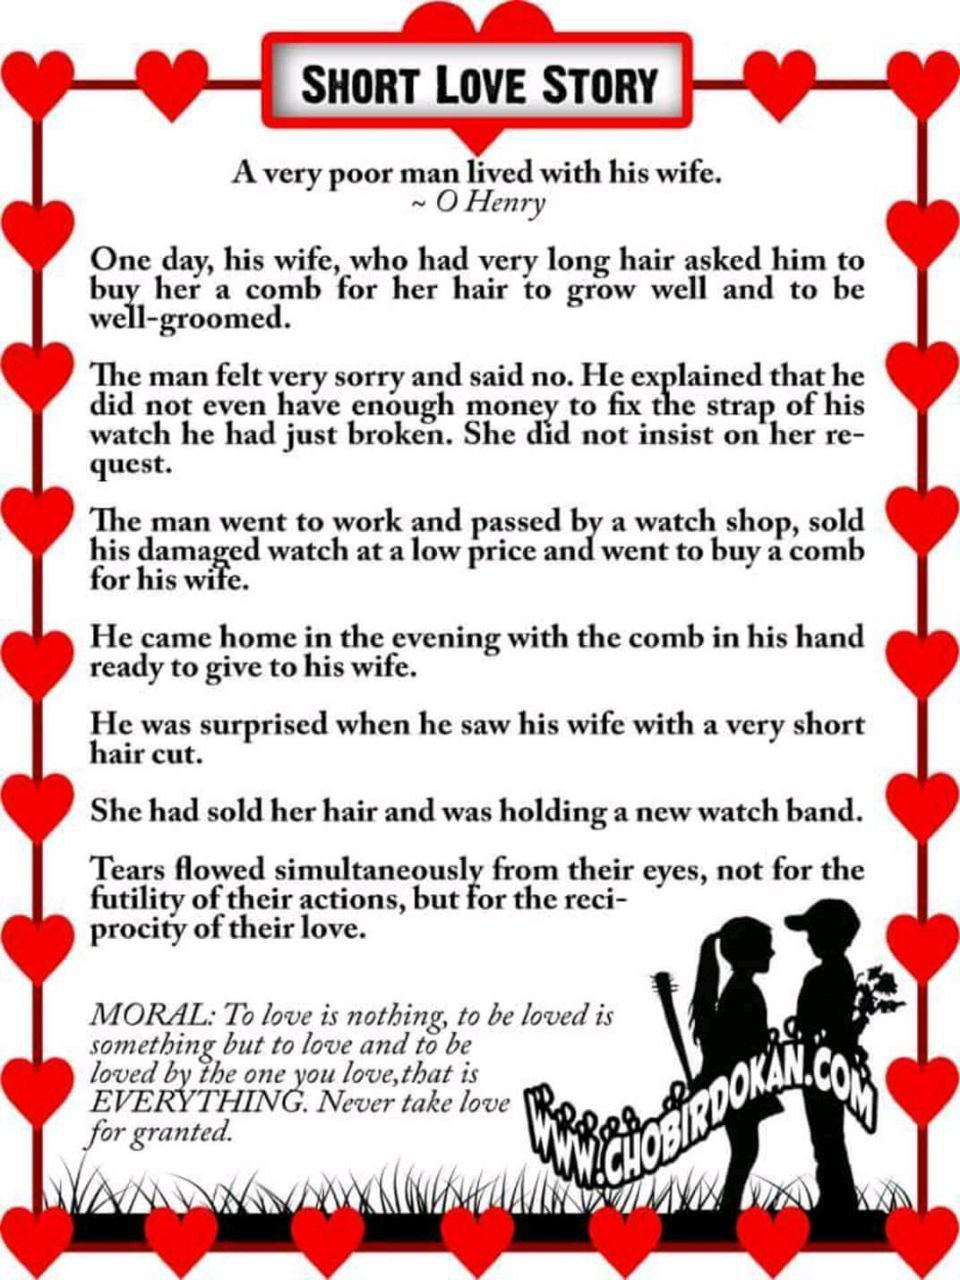 SHORT LOVE STORY
A very poor man lived with his wife.
~ O Henry
One day, his wife, who had very long hair asked him to
buy her a comb for her hair to grow well and to be
well-groomed.
The man felt very sorry and said no. He explained that he
did not even have enough money to fix the strap of his
watch he had just broken. She did not insist on her re-
quest.
The man went to work and passed by a watch shop, sold
his damaged watch at a low price and went to buy a comb
for his wife.
He came home in the evening with the comb in his hand
ready to give to his wife.
He was surprised when he saw his wife with a very short
hair cut.
She had sold her hair and was holding a new watch band.
Tears flowed simultaneously from their eyes, not for the
futility of their actions, but for the reci-
procity of their love.
MORAL: To love is nothing, to be loved is
something but to love and to be
loved by the one you love,that is
EVERYTHING. Never take love
for granted.
WWW.CHOBIRDOKAN.COM